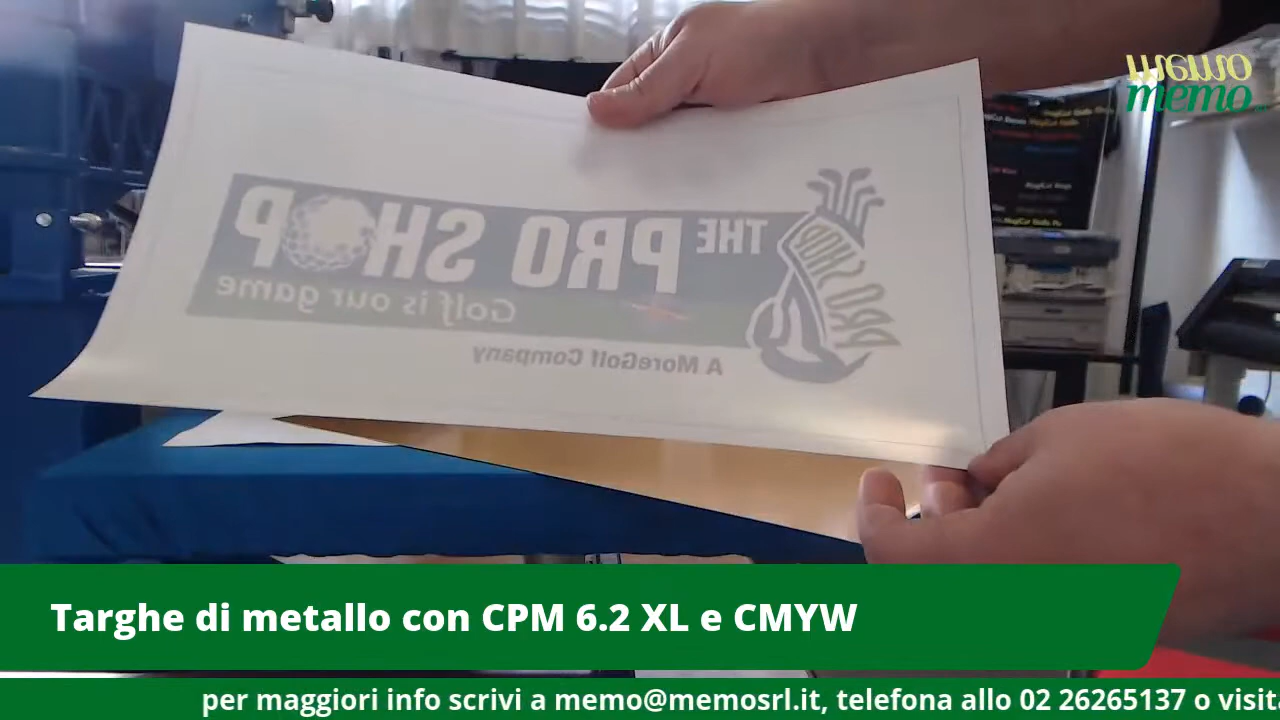 memo
memo
THE PRO SHOP
PRO SHOP
Golf is our game
A MoreGolf Company
Targhe di metallo con CPM 6.2 XL e CMYW
per maggiori info scrivi a memo@memosrl.it, telefona allo 02 26265137 o visita